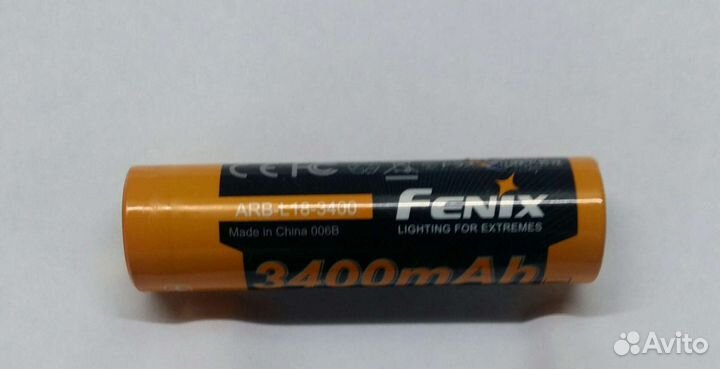 CE FC
ARB-L18-3400
FENIX
Made in China 006B
LIGHTING FOR EXTREMES
3400mAh
Avito